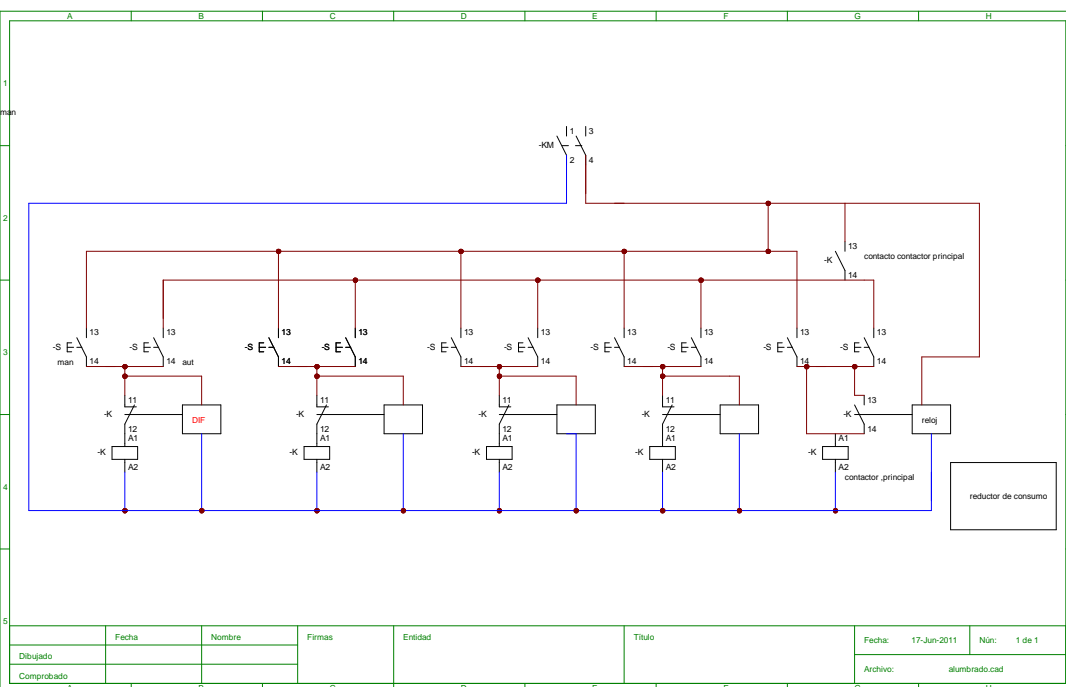 A B C D E F G H
1
man
1 3
-KM
2 4
2
13
-K
contacto contactor principal
14
13 13 13 13 13 13 13 13 13 13
3
-S -S -S -S -S -S -S -S -S -S
14 14 14 14 14 14 14 14 14 14
man aut
11 11 11 11 13
-K -K -K -K -K
DIF reloj
12 12 12 12 14
A1 A1 A1 A1 A1
-K -K -K -K -K
A2 A2 A2 A2 A2
contactor ,principal
4
reductor de consumo
5
Fecha Nombre Firmas Entidad Título
Fecha: 17-Jun-2011 Nún: 1 de 1
Dibujado
Archivo: alumbrado.cad
Comprobado